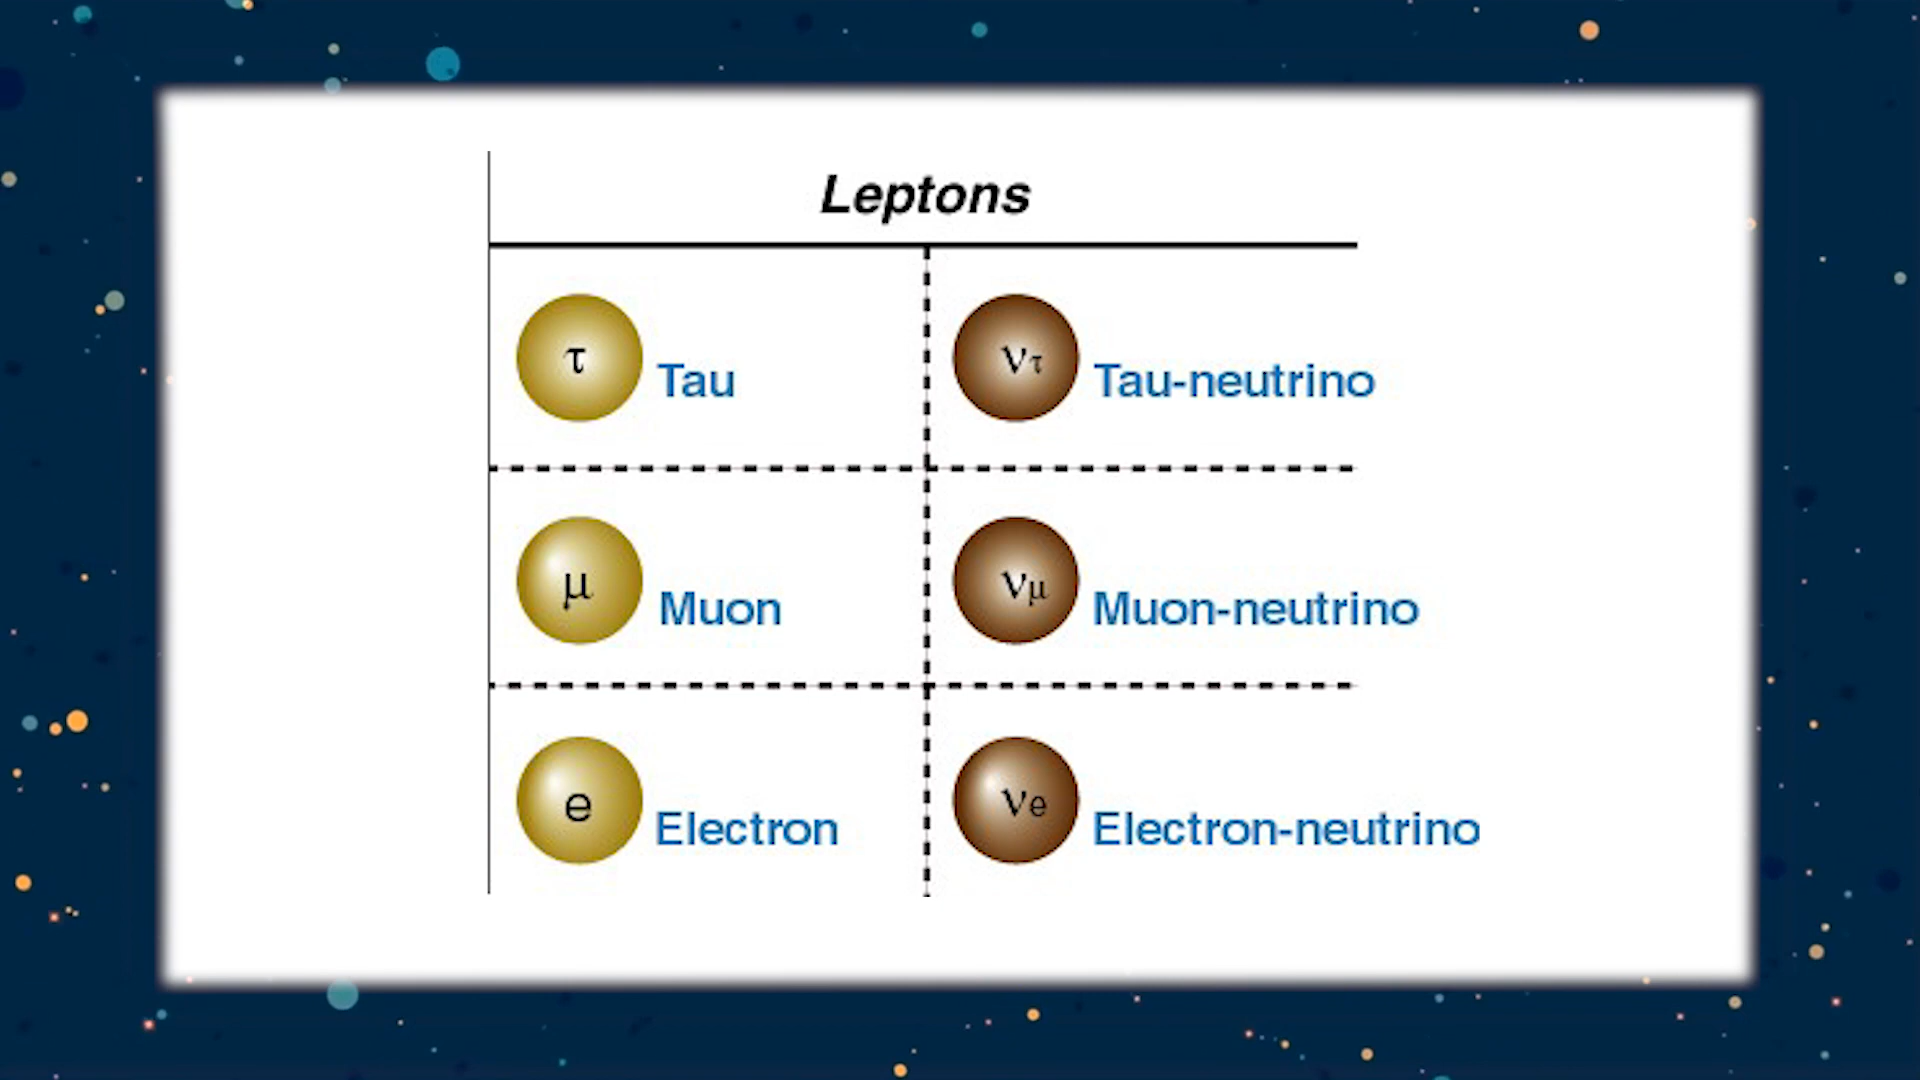 Leptons
τ Tau
ντ Tau-neutrino
μ Muon
νμ Muon-neutrino
e Electron
νe Electron-neutrino